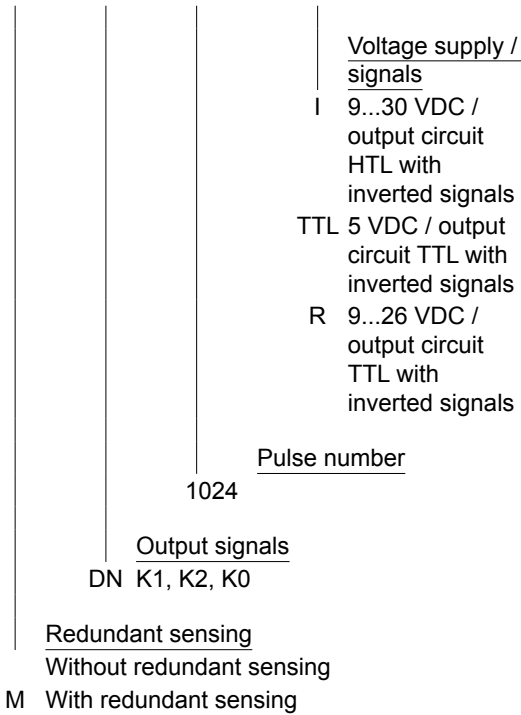 Voltage supply /
signals
I 9...30 VDC /
output circuit
HTL with
inverted signals
TTL 5 VDC / output
circuit TTL with
inverted signals
R 9...26 VDC /
output circuit
TTL with
inverted signals
Pulse number
1024
Output signals
DN K1, K2, K0
Redundant sensing
Without redundant sensing
M With redundant sensing